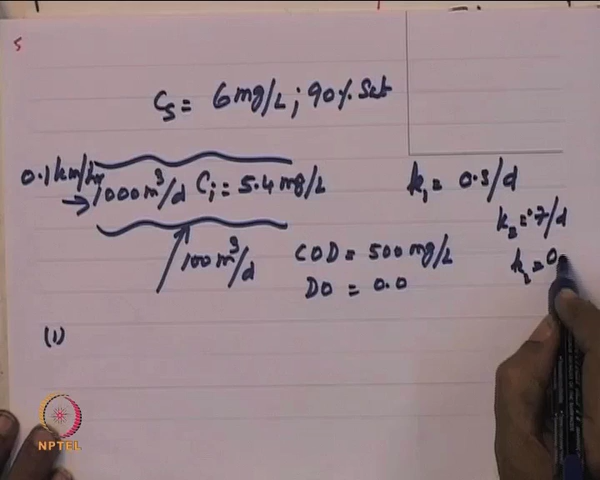 5
Cs = 6 mg/L ; 90% Sat
0.1 km/hr
→ 1000 m³/d Ci = 5.4 mg/L k1 = 0.3/d
k2 = 0.7/d
100 m³/d COD = 500 mg/L
DO = 0.0
(1)
NPTEL